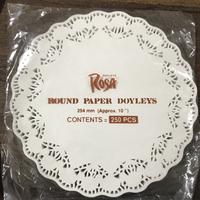 Rosa
ROUND PAPER DOYLEYS
254 mm (Approx. 10")
CONTENTS = 250 PCS